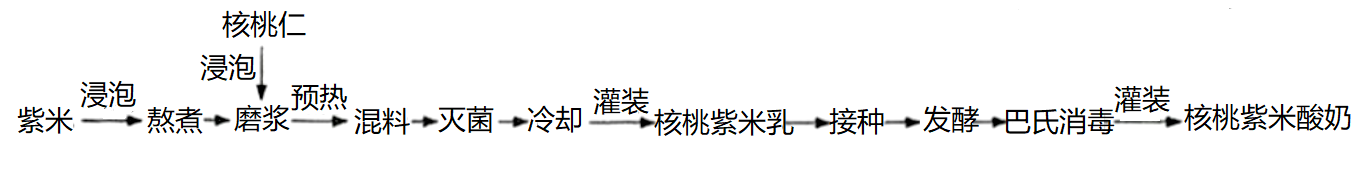 核桃仁
浸泡
紫米 浸泡 熬煮 磨浆 预热 混料 灭菌 冷却 灌装 核桃紫米乳 接种 发酵 巴氏消毒 灌装 核桃紫米酸奶